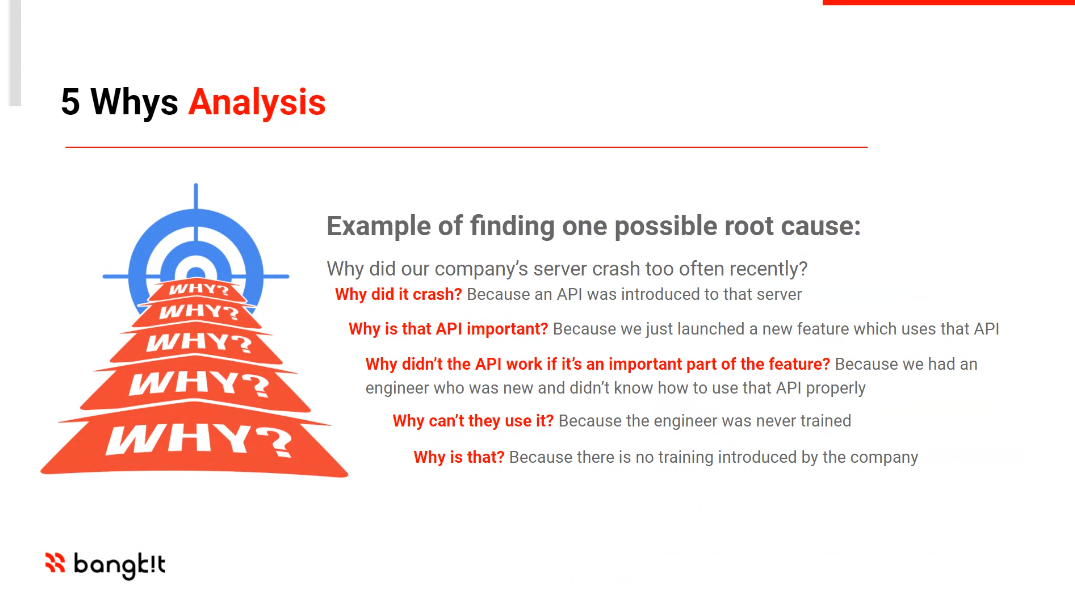 5 Whys Analysis
Example of finding one possible root cause:
Why did our company's server crash too often recently?
Why did it crash? Because an API was introduced to that server
Why is that API important? Because we just launched a new feature which uses that API
Why didn't the API work if it's an important part of the feature? Because we had an
engineer who was new and didn't know how to use that API properly
Why can't they use it? Because the engineer was never trained
Why is that? Because there is no training introduced by the company
WHY?
WHY?
WHY?
WHY?
WHY?
bangk!t